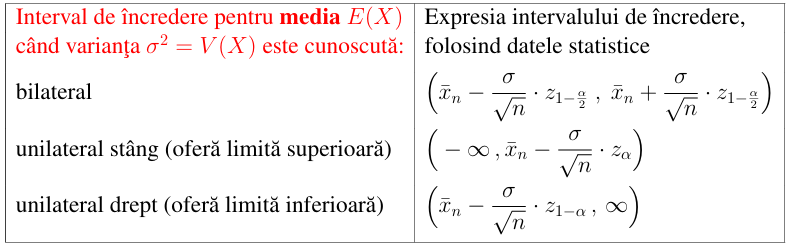 Interval de încredere pentru media E(X)
când varianţa σ² = V(X) este cunoscută:
Expresia intervalului de încredere,
folosind datele statistice
bilateral
(x̄ₙ − σ/√n · z_{1−α/2} , x̄ₙ + σ/√n · z_{1−α/2})
unilateral stâng (oferă limită superioară)
(− ∞ , x̄ₙ − σ/√n · z_α)
unilateral drept (oferă limită inferioară)
(x̄ₙ − σ/√n · z_{1−α} , ∞)